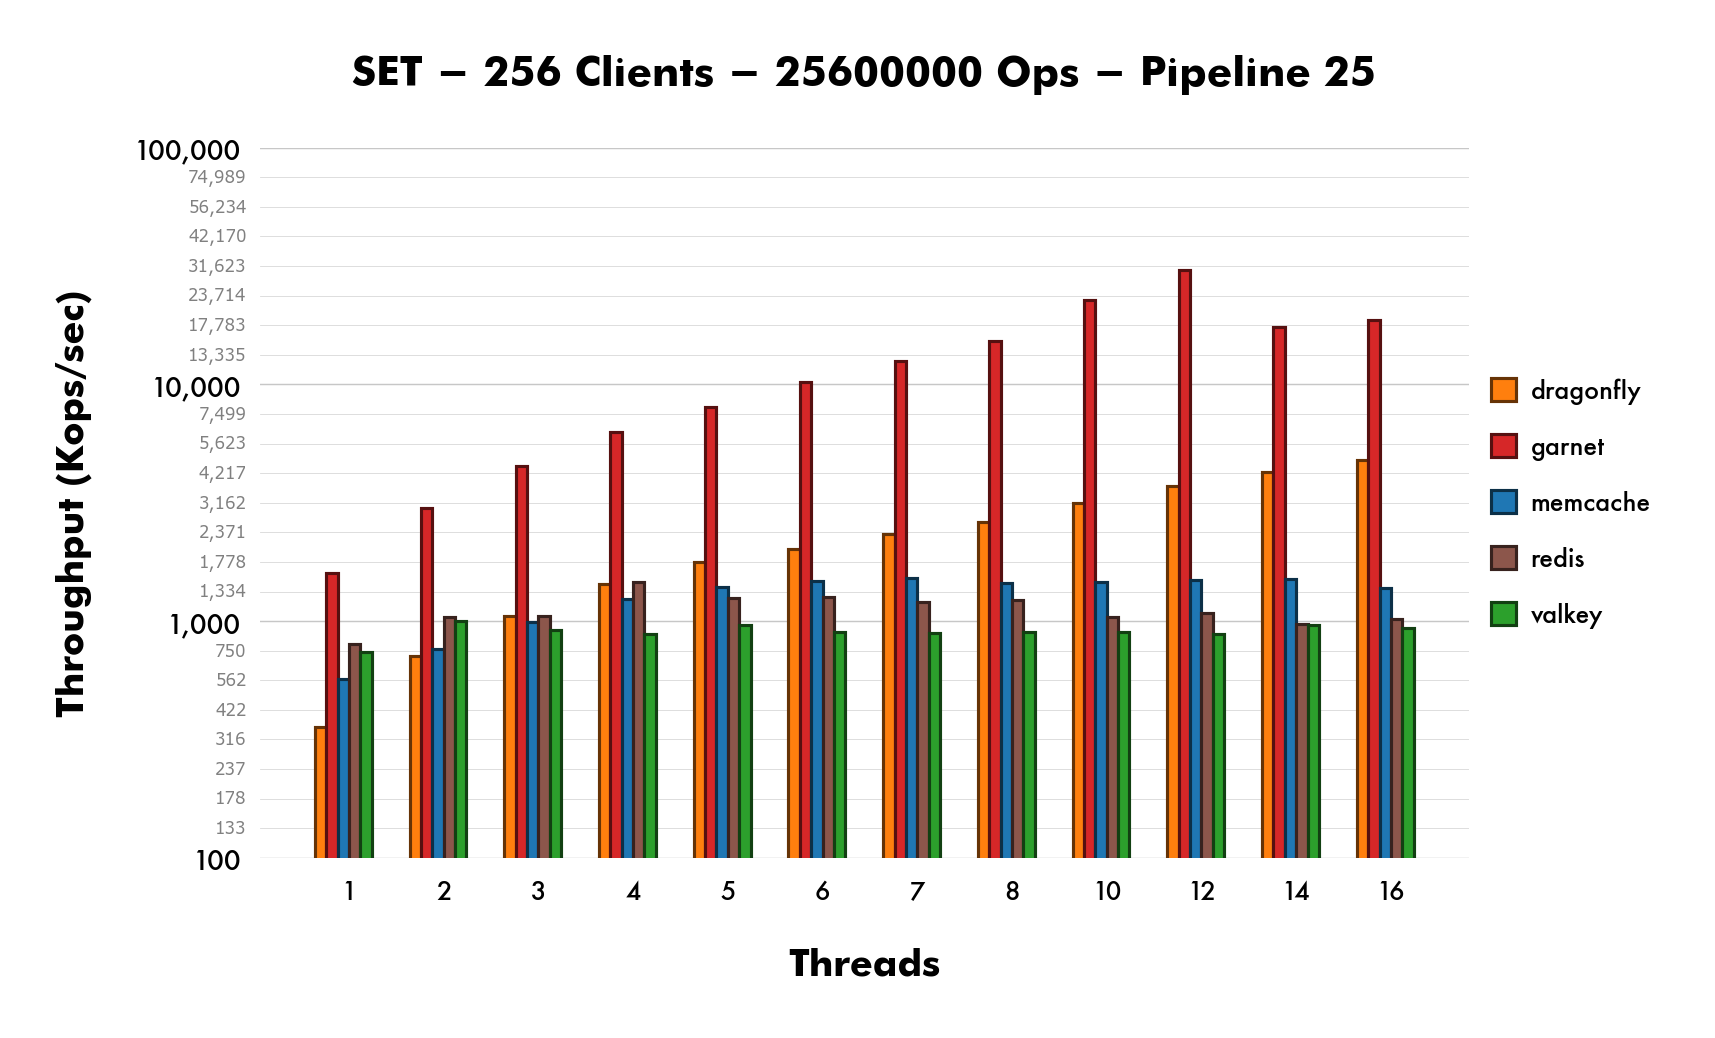 SET – 256 Clients – 25600000 Ops – Pipeline 25
Throughput (Kops/sec)
100,000
74,989
56,234
42,170
31,623
23,714
17,783
13,335
10,000
7,499
5,623
4,217
3,162
2,371
1,778
1,334
1,000
750
562
422
316
237
178
133
100
1 2 3 4 5 6 7 8 10 12 14 16
Threads
dragonfly
garnet
memcache
redis
valkey